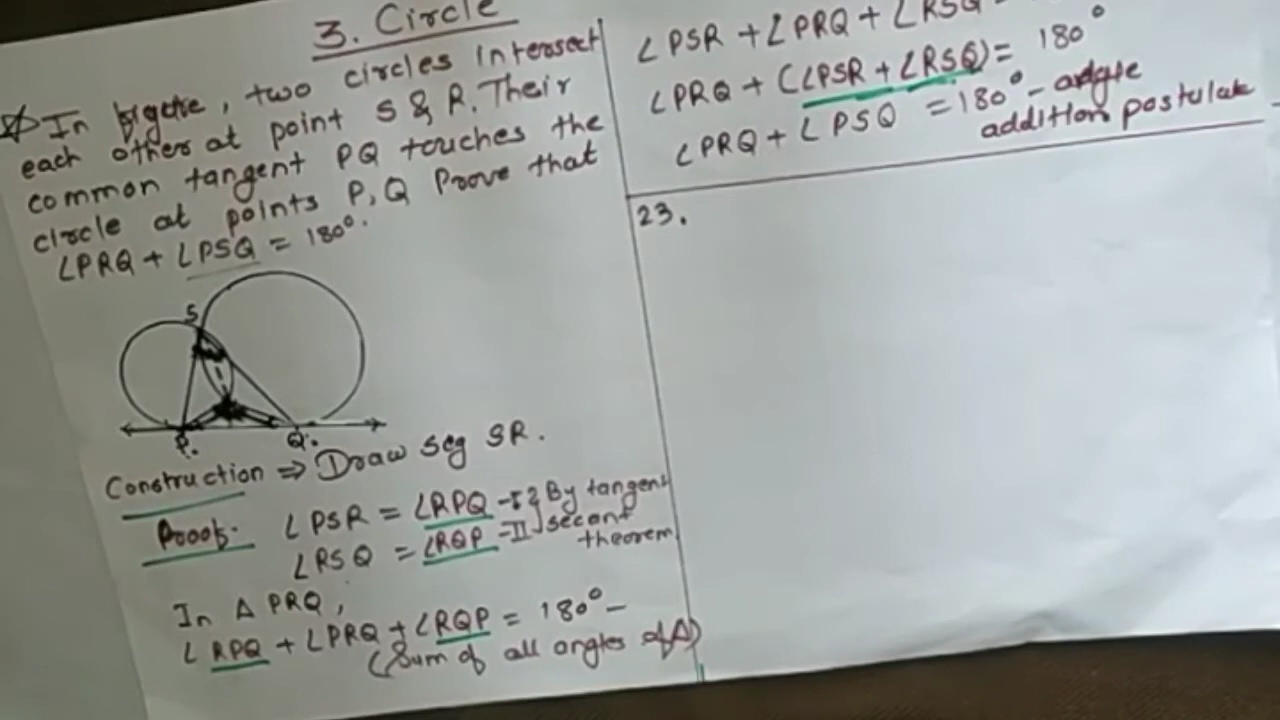 3. Circle
In figure, two circles intersect
each other at point S & R. Their
common tangent PQ touches the
circle at points P, Q Prove that
∠PRQ + ∠PSQ = 180°.
S
P.
Q.
Construction ⇒ Draw seg SR.
Proof:- ∠PSR = ∠RPQ - I } By tangent
∠RSQ = ∠RQP - II secant
theorem
In Δ PRQ,
∠RPQ + ∠PRQ + ∠RQP = 180° -
(Sum of all angles of Δ)
∠PSR + ∠PRQ + ∠RSQ
∠PRQ + (∠PSR + ∠RSQ) = 180°
∠PRQ + ∠PSQ = 180° - angle
addition postulate
23.